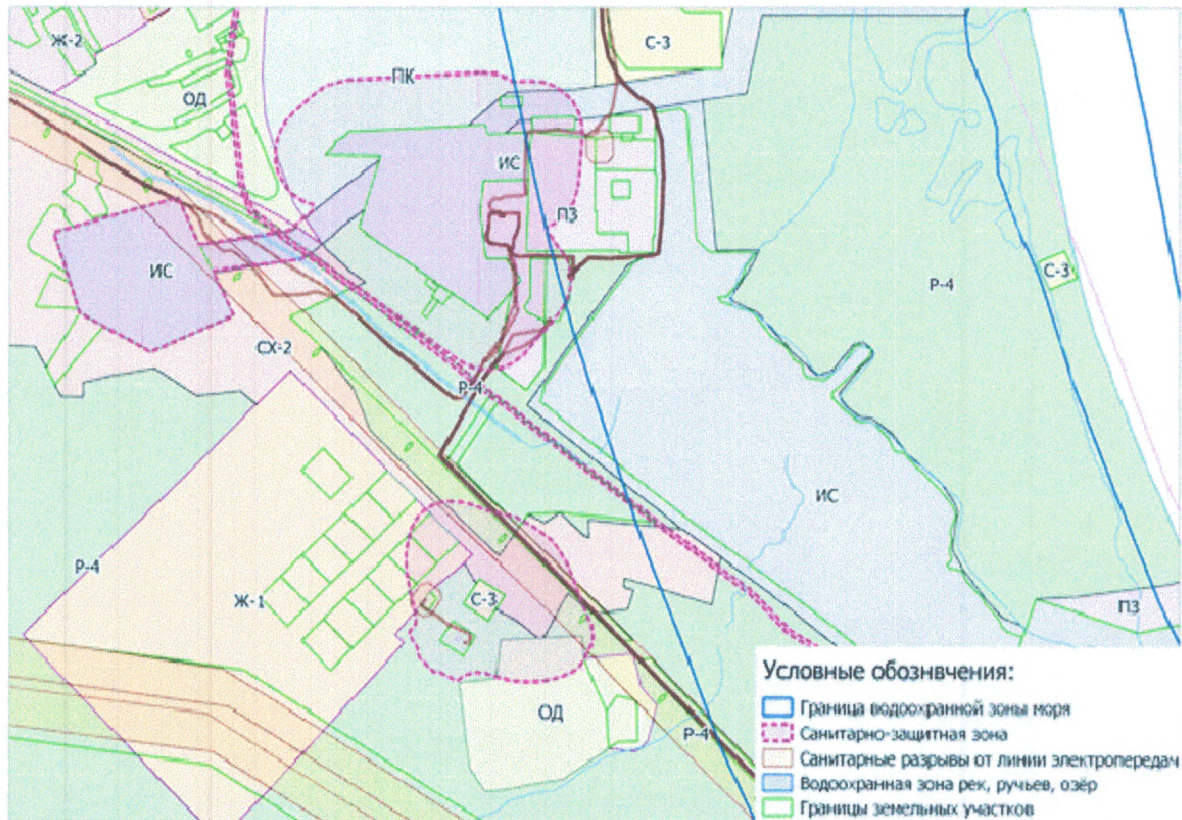 Ж-2
С-3
ПК
ОД
ИС
ПЗ
ИС
С-3
Р-4
СХ-2
Р-4
ИС
Р-4
Ж-1
С-3
ПЗ
ОД
Р-4
Условные обознвчения:
Граница водоохранной зоны моря
Санитарно-защитная зона
Санитарные разрывы от линии электропередач
Водоохранная зона рек, ручьев, озёр
Границы земельных участков